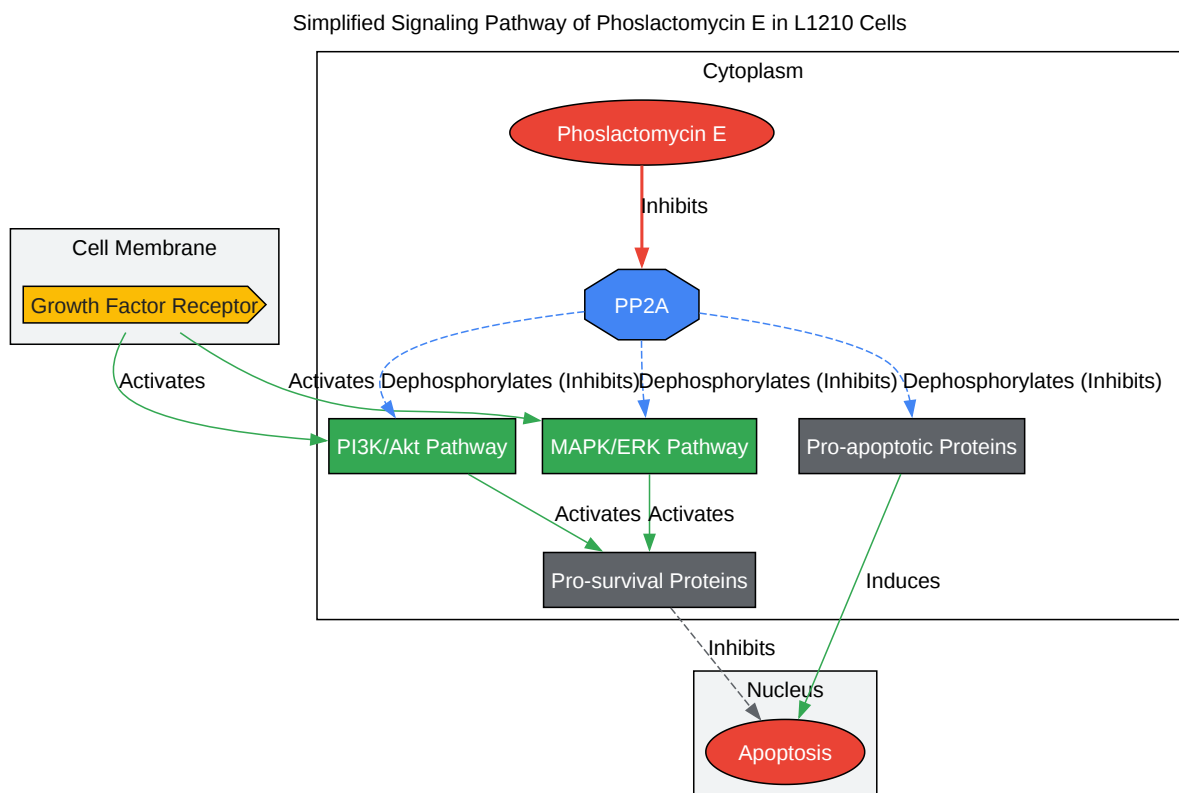 Simplified Signaling Pathway of Phoslactomycin E in L1210 Cells
Cytoplasm
Phoslactomycin E
Inhibits
Cell Membrane
Growth Factor Receptor
PP2A
Activates
Activates
Dephosphorylates (Inhibits)
Dephosphorylates (Inhibits)
Dephosphorylates (Inhibits)
PI3K/Akt Pathway
MAPK/ERK Pathway
Pro-apoptotic Proteins
Activates
Activates
Pro-survival Proteins
Induces
Inhibits
Nucleus
Apoptosis